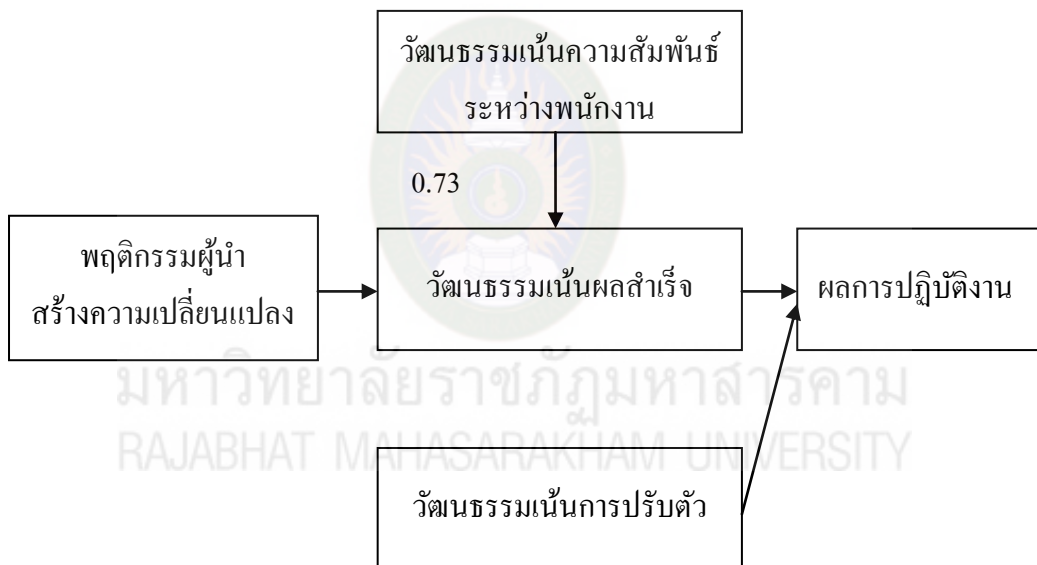 วัฒนธรรมเน้นความสัมพันธ์
ระหว่างพนักงาน
0.73
พฤติกรรมผู้นำ
สร้างความเปลี่ยนแปลง
วัฒนธรรมเน้นผลสำเร็จ
ผลการปฏิบัติงาน
มหาวิทยาลัยราชภัฏมหาสารคาม
RAJABHAT MAHASARAKHAM UNIVERSITY
วัฒนธรรมเน้นการปรับตัว